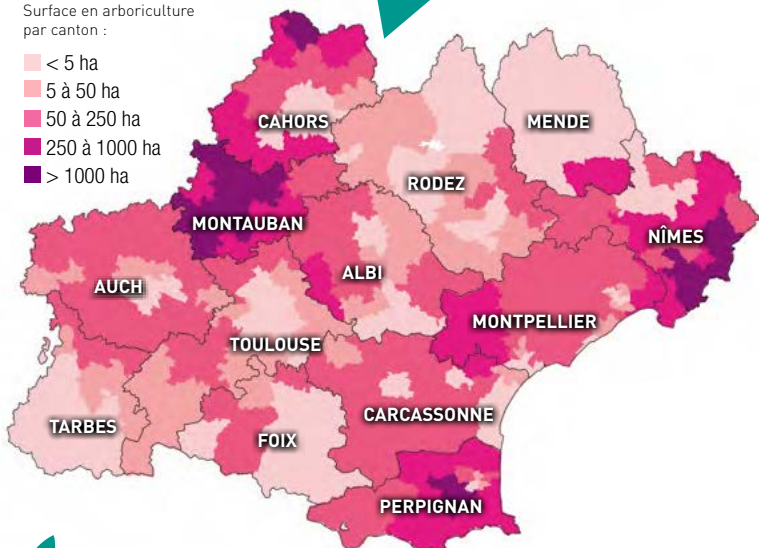 Surface en arboriculture
par canton :
< 5 ha
5 à 50 ha
50 à 250 ha
250 à 1000 ha
> 1000 ha
CAHORS
MENDE
RODEZ
MONTAUBAN
NÎMES
ALBI
AUCH
MONTPELLIER
TOULOUSE
CARCASSONNE
TARBES
FOIX
PERPIGNAN